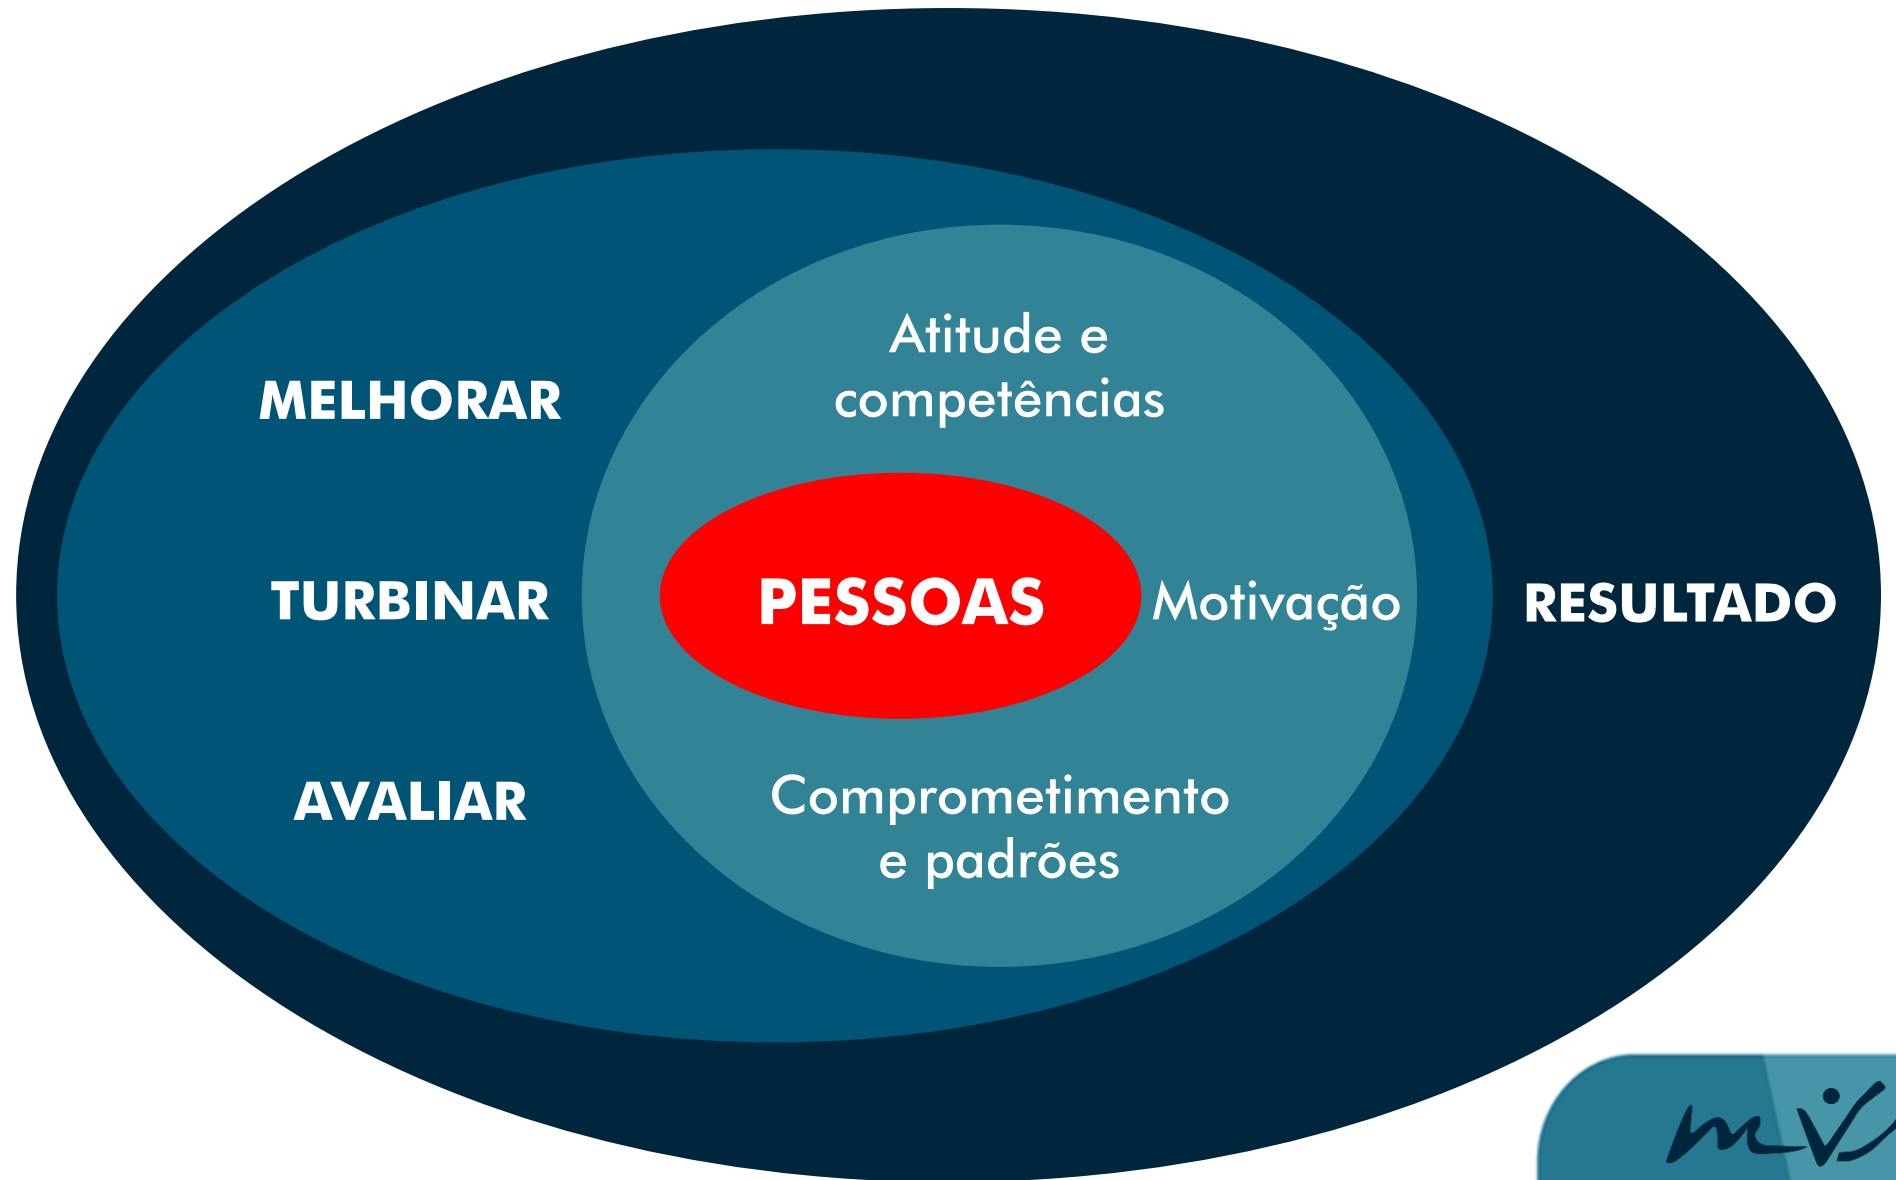 Atitude e
competências
MELHORAR
TURBINAR
PESSOAS
Motivação
RESULTADO
AVALIAR
Comprometimento
e padrões